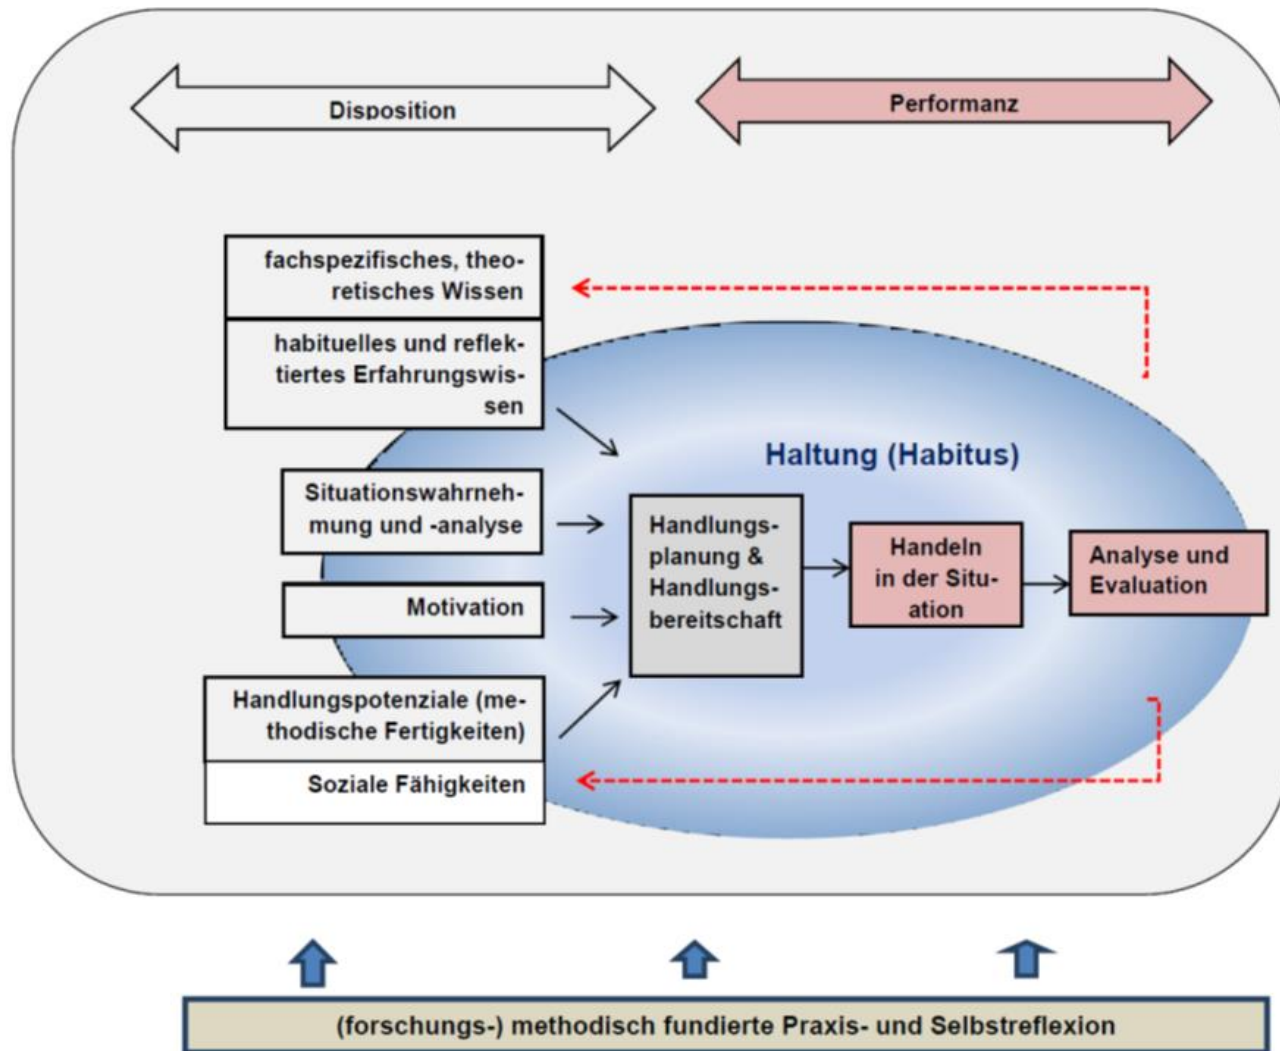 Disposition
Performanz
fachspezifisches, theo-
retisches Wissen
habituelles und reflek-
tiertes Erfahrungswis-
sen
Haltung (Habitus)
Situationswahrneh-
mung und -analyse
Motivation
Handlungspotenziale (me-
thodische Fertigkeiten)
Soziale Fähigkeiten
Handlungs-
planung &
Handlungs-
bereitschaft
Handeln
in der Situ-
ation
Analyse und
Evaluation
(forschungs-) methodisch fundierte Praxis- und Selbstreflexion